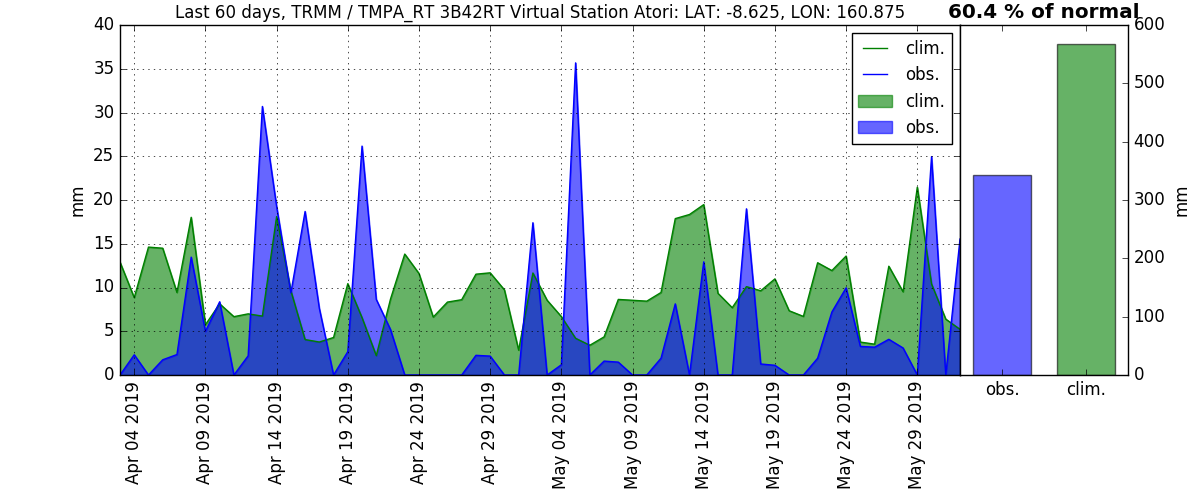 Last 60 days, TRMM / TMPA_RT 3B42RT Virtual Station Atori: LAT: -8.625, LON: 160.875
60.4 % of normal
40
35
30
25
20
15
10
5
0
mm
clim.
obs.
clim.
obs.
600
500
400
300
200
100
0
mm
obs.
clim.
Apr 04 2019
Apr 09 2019
Apr 14 2019
Apr 19 2019
Apr 24 2019
Apr 29 2019
May 04 2019
May 09 2019
May 14 2019
May 19 2019
May 24 2019
May 29 2019